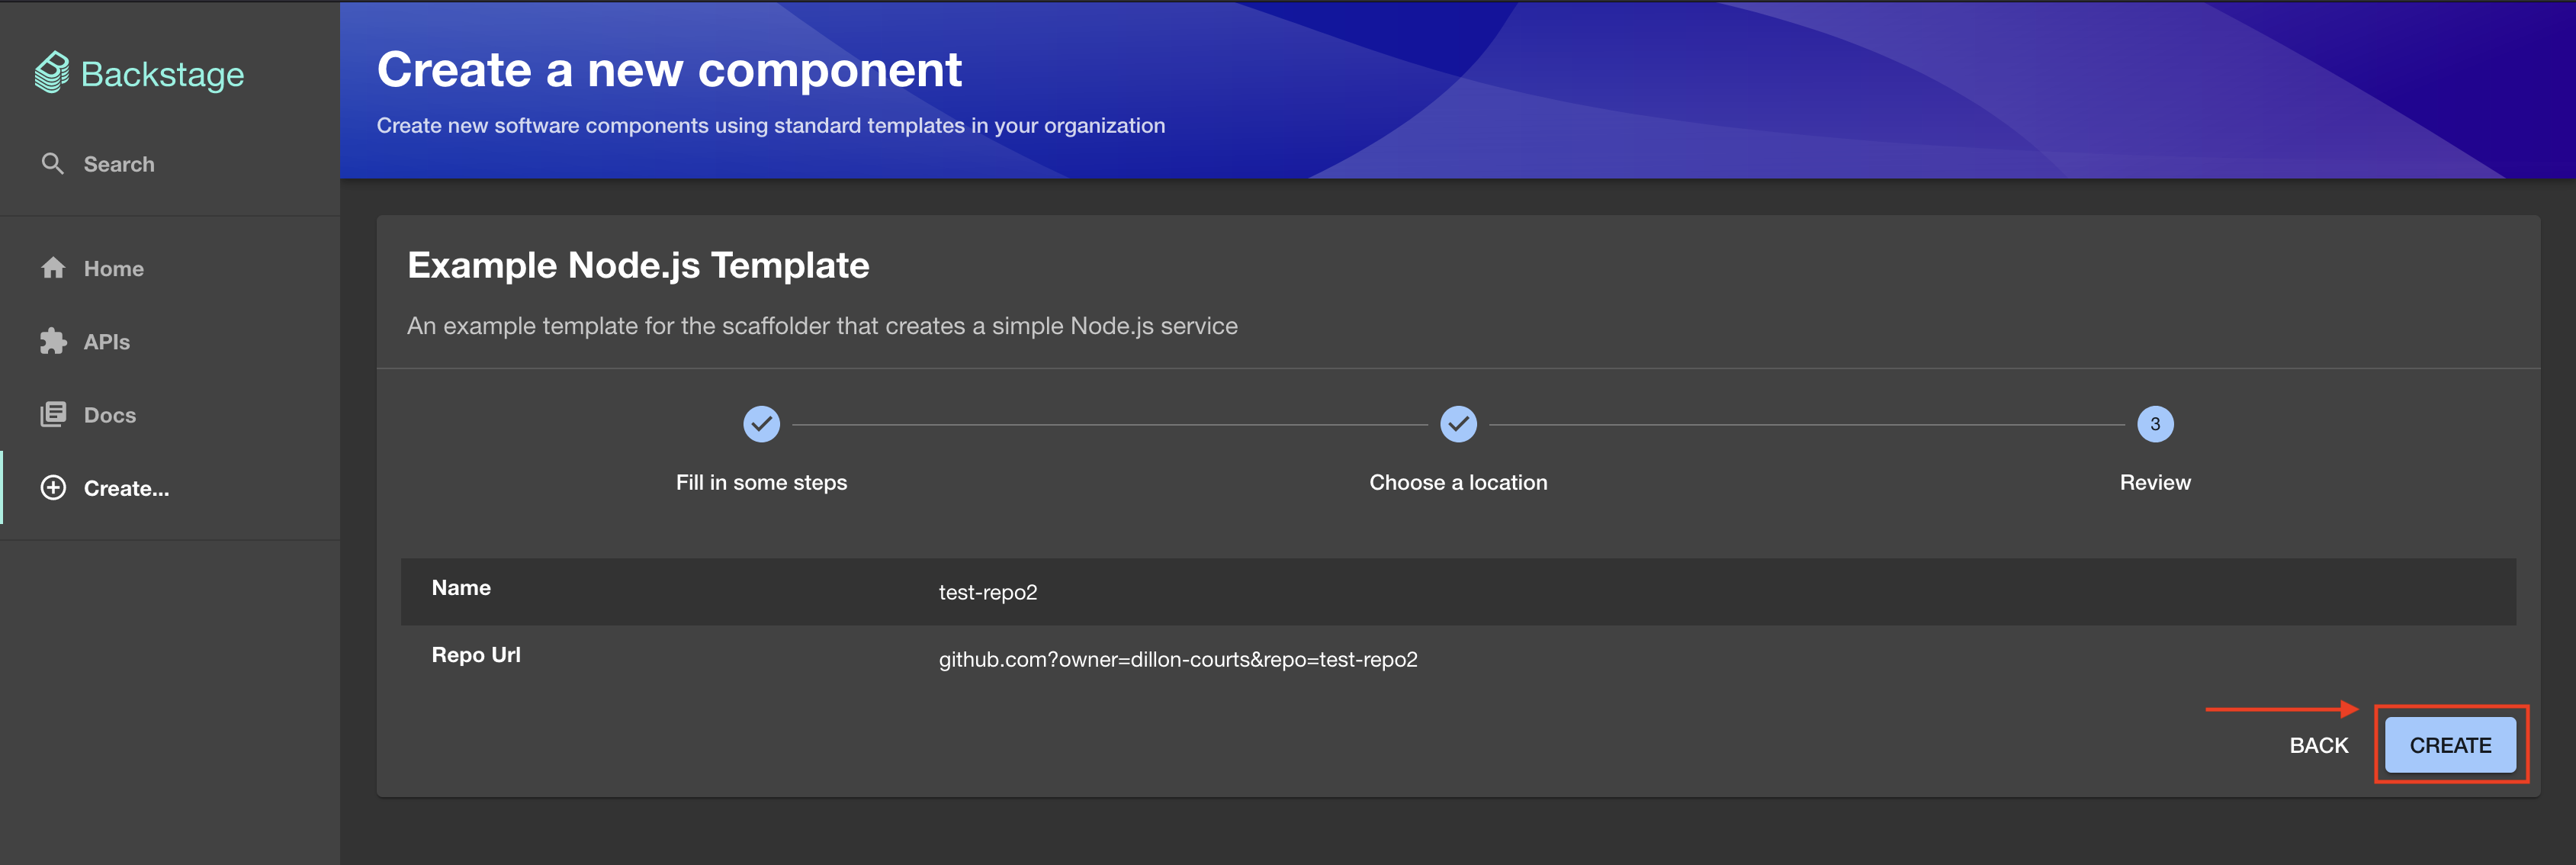 Backstage
Search
Home
APIs
Docs
Create...
Create a new component
Create new software components using standard templates in your organization
Example Node.js Template
An example template for the scaffolder that creates a simple Node.js service
3
Fill in some steps
Choose a location
Review
Name test-repo2
Repo Url github.com?owner=dillon-courts&repo=test-repo2
BACK CREATE